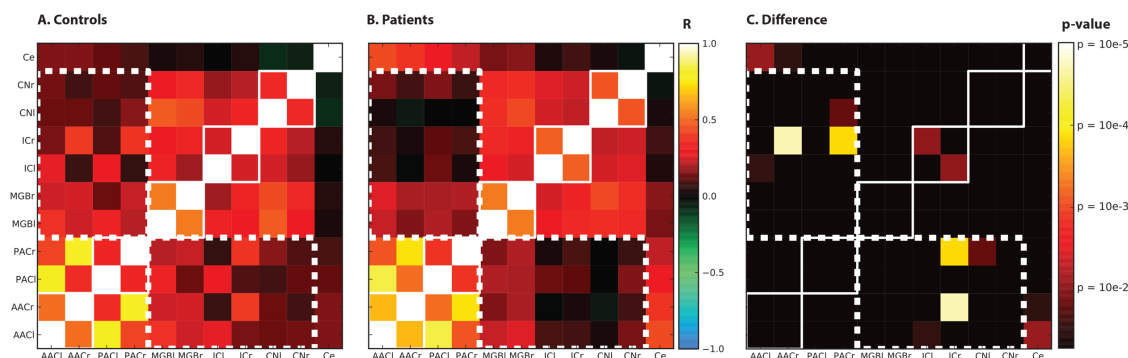 A. Controls
B. Patients
R
C. Difference
p-value
Ce
CNr
CNl
ICr
ICl
MGBr
MGBl
PACr
PACl
AACr
AACl
AACl AACr PACl PACr MGBl MGBr ICl ICr CNl CNr Ce
AACl AACr PACl PACr MGBl MGBr ICl ICr CNl CNr Ce
1.0
0.5
0.0
−0.5
−1.0
AACl AACr PACl PACr MGBl MGBr ICl ICr CNl CNr Ce
p = 10e-5
p = 10e-4
p = 10e-3
p = 10e-2